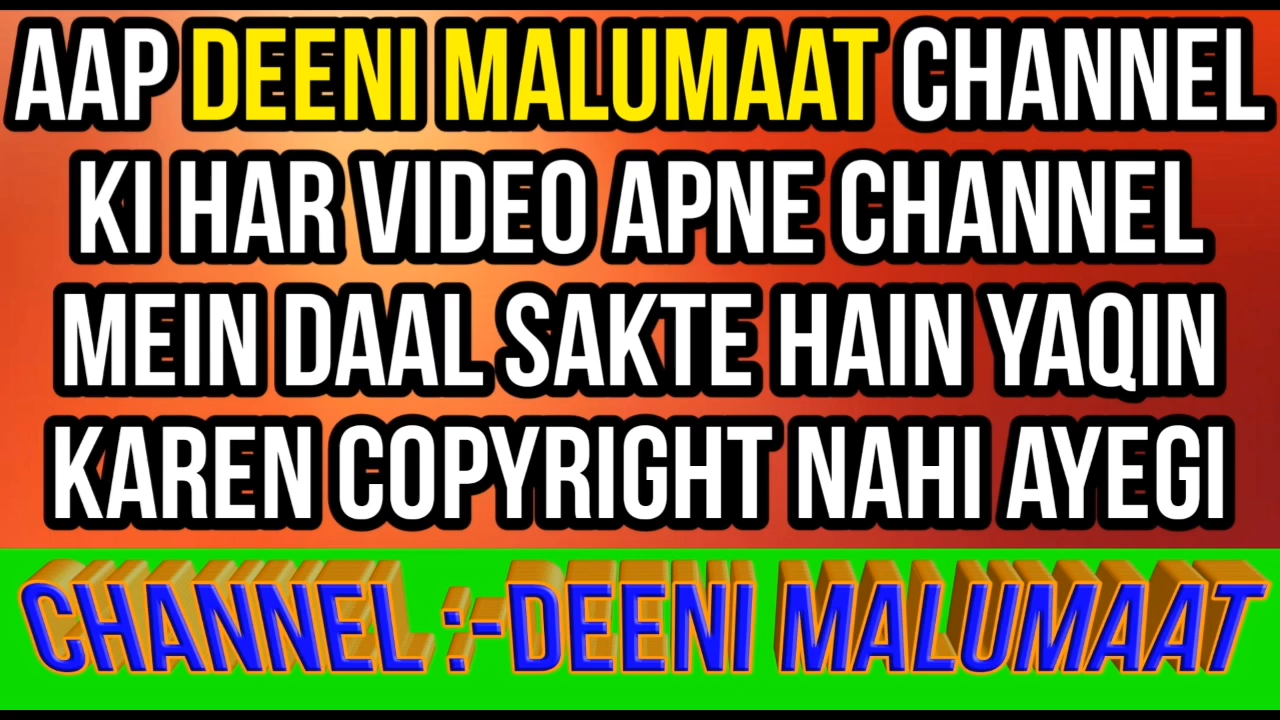 AAP DEENI MALUMAAT CHANNEL
KI HAR VIDEO APNE CHANNEL
MEIN DAAL SAKTE HAIN YAQIN
KAREN COPYRIGHT NAHI AYEGI
CHANNEL :-DEENI MALUMAAT